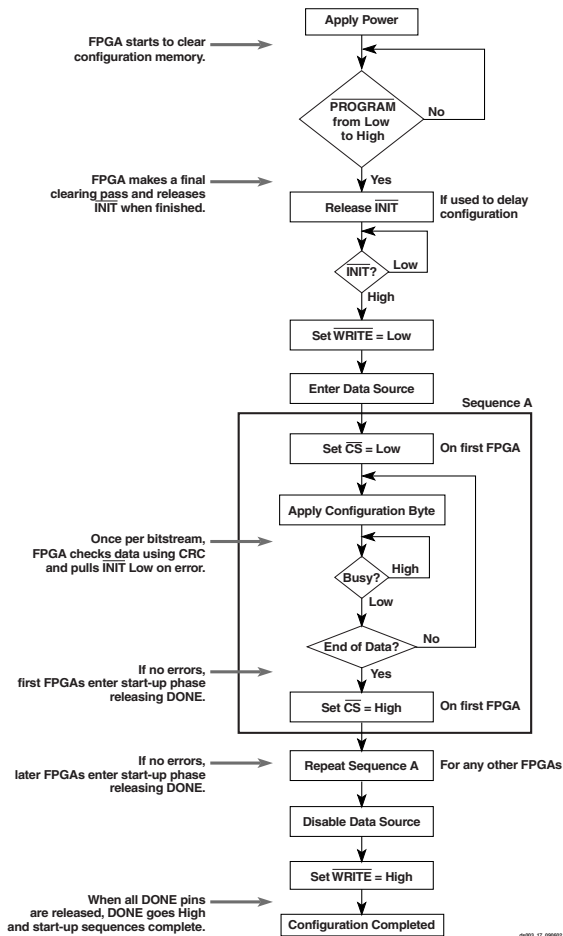 Apply Power
FPGA starts to clear
configuration memory.
PROGRAM
from Low
to High
No
Yes
FPGA makes a final
clearing pass and releases
INIT when finished.
Release INIT
If used to delay
configuration
INIT?
Low
High
Set WRITE = Low
Enter Data Source
Sequence A
Set CS = Low
On first FPGA
Apply Configuration Byte
Once per bitstream,
FPGA checks data using CRC
and pulls INIT Low on error.
Busy?
High
Low
End of Data?
No
Yes
If no errors,
first FPGAs enter start-up phase
releasing DONE.
Set CS = High
On first FPGA
If no errors,
later FPGAs enter start-up phase
releasing DONE.
Repeat Sequence A
For any other FPGAs
Disable Data Source
Set WRITE = High
When all DONE pins
are released, DONE goes High
and start-up sequences complete.
Configuration Completed
ds003_17_090602